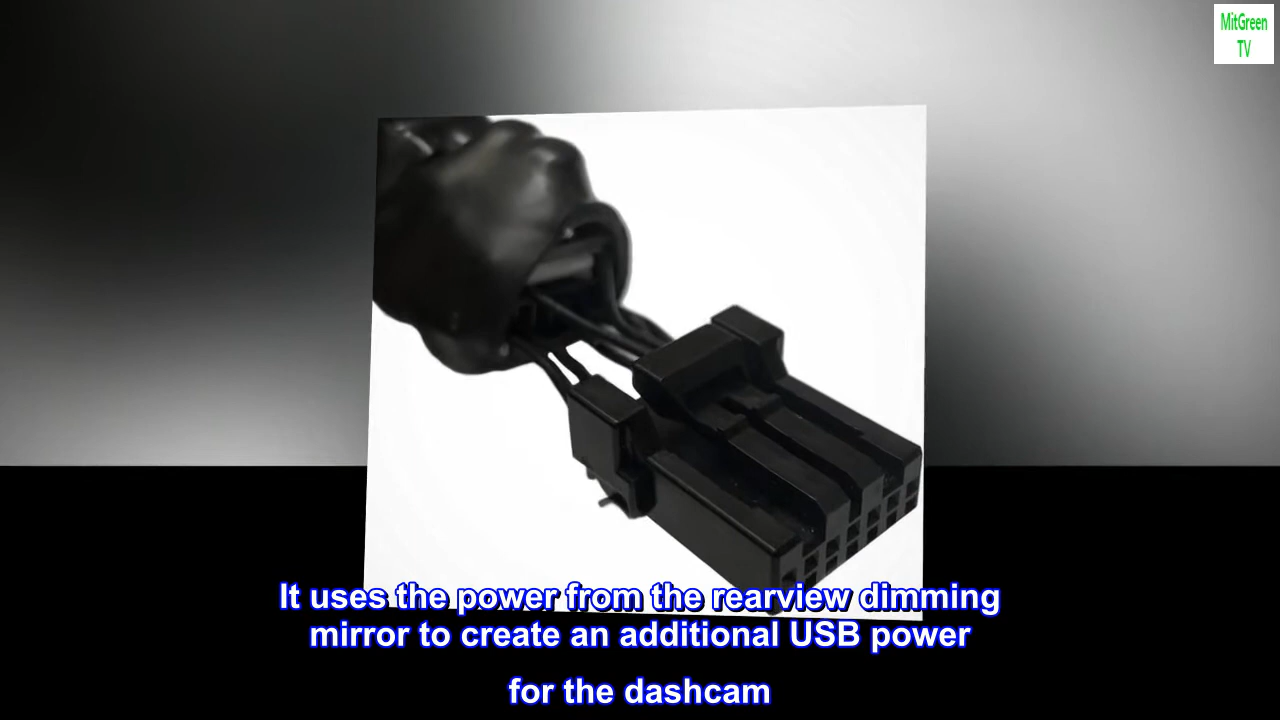 MitGreen
TV
It uses the power from the rearview dimming
mirror to create an additional USB power
for the dashcam